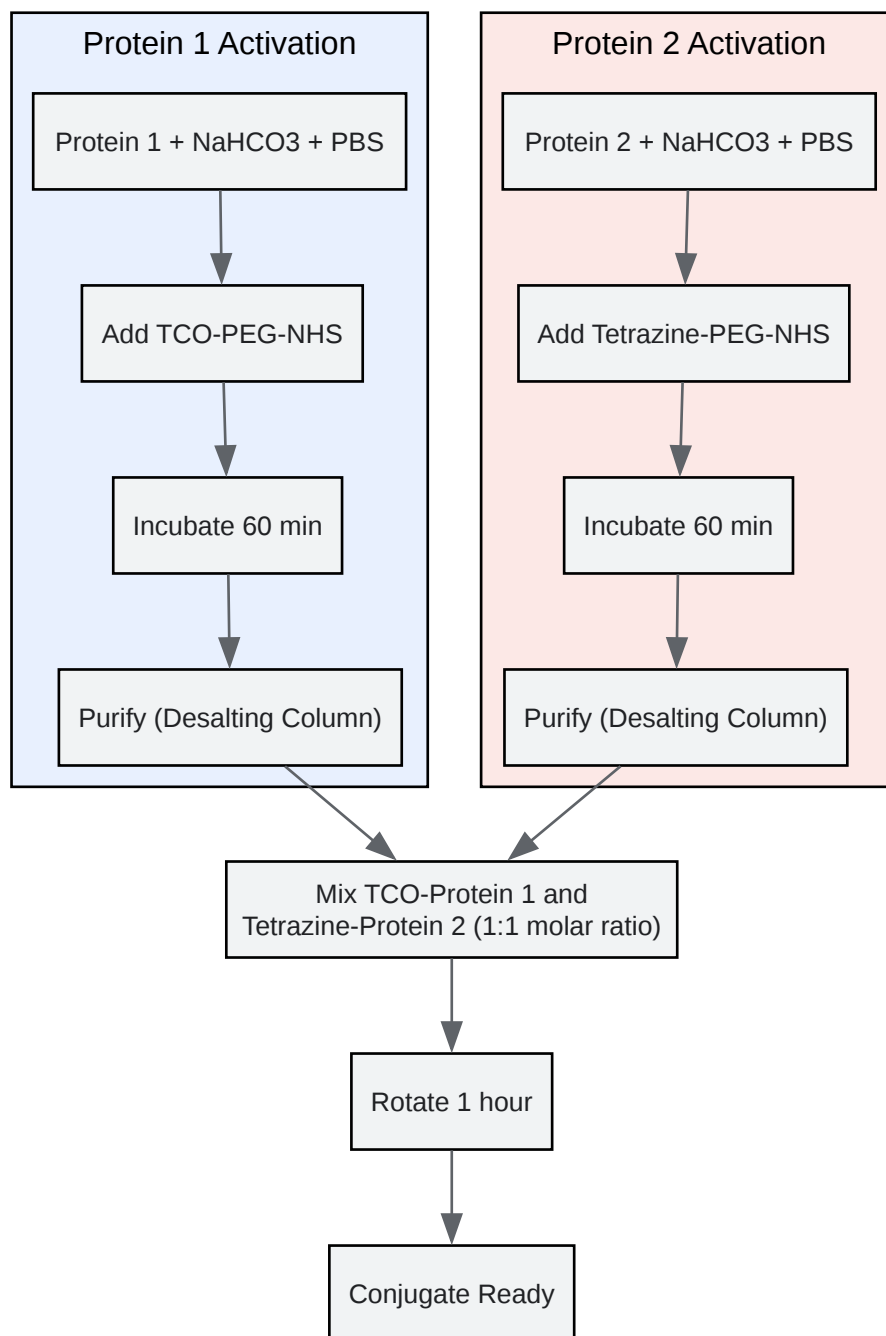 Protein 1 Activation
Protein 1 + NaHCO3 + PBS
Add TCO-PEG-NHS
Incubate 60 min
Purify (Desalting Column)
Protein 2 Activation
Protein 2 + NaHCO3 + PBS
Add Tetrazine-PEG-NHS
Incubate 60 min
Purify (Desalting Column)
Mix TCO-Protein 1 and
Tetrazine-Protein 2 (1:1 molar ratio)
Rotate 1 hour
Conjugate Ready